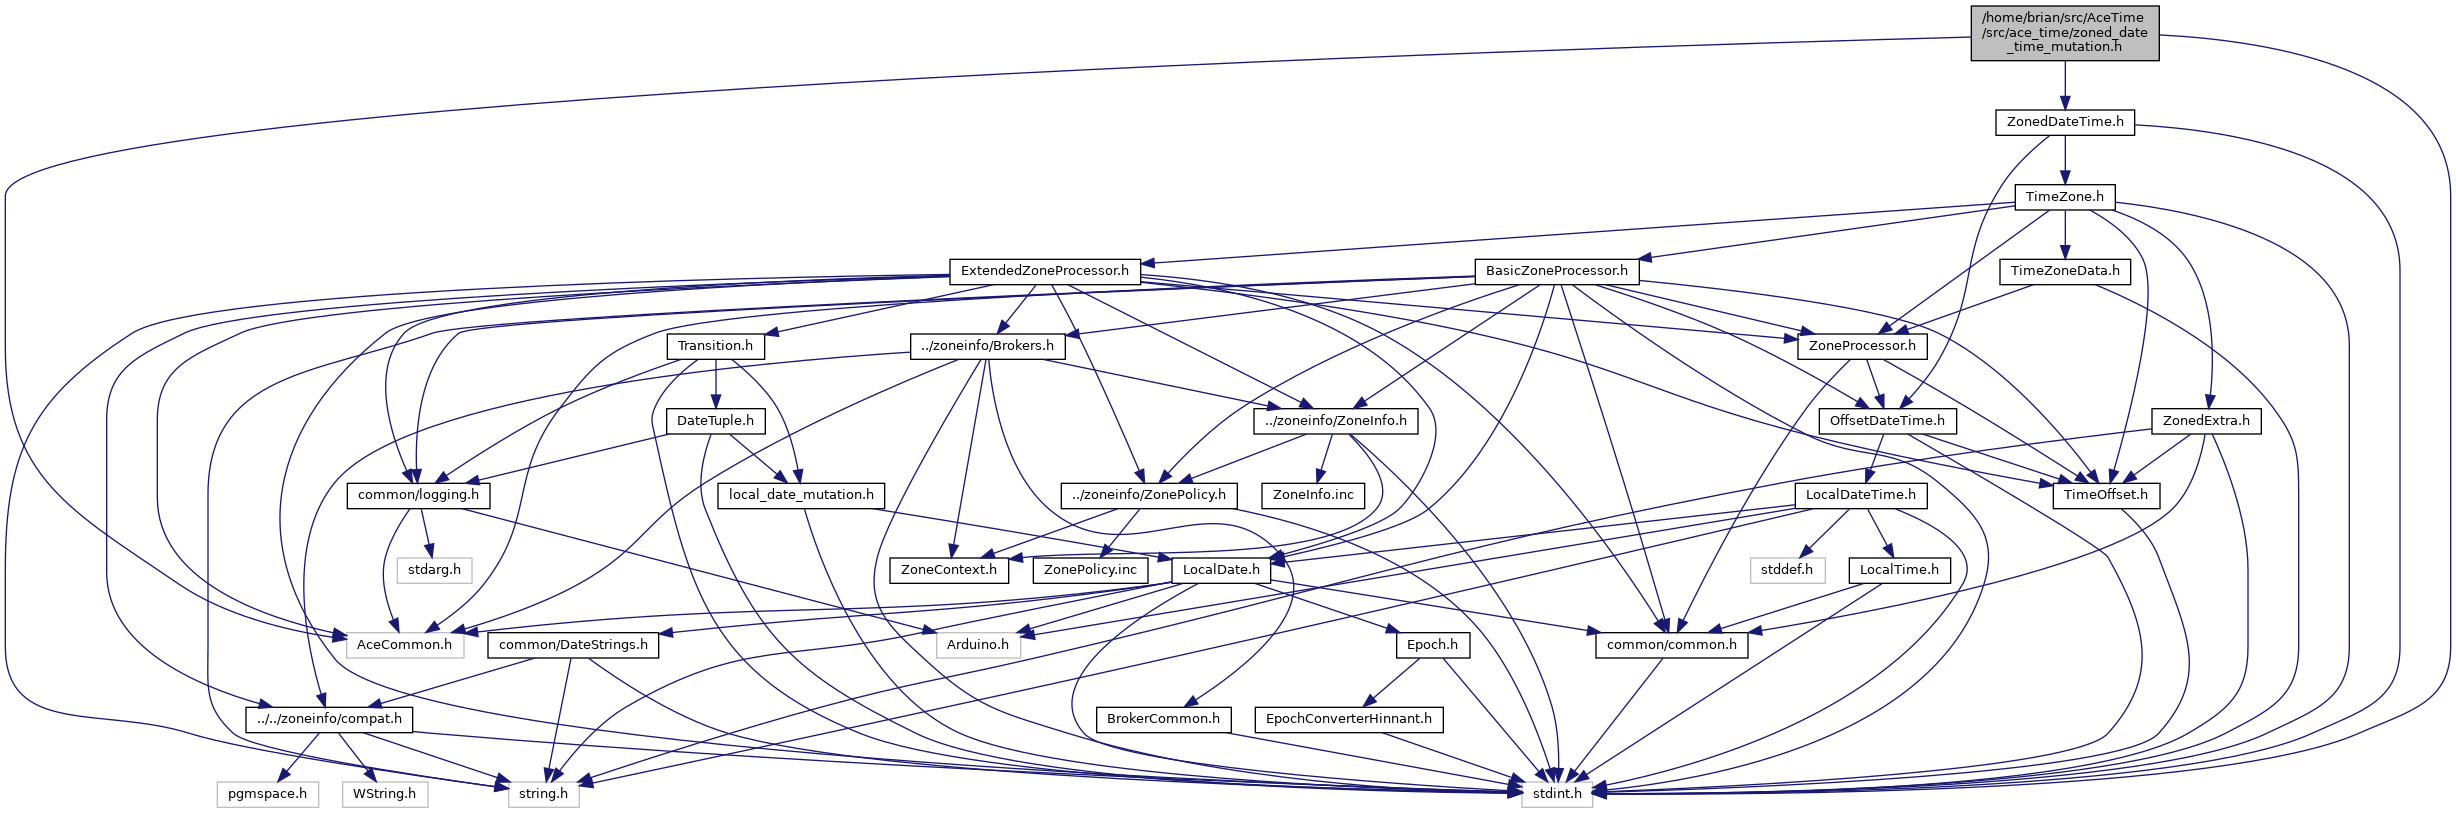 /home/brian/src/AceTime
/src/ace_time/zoned_date
_time_mutation.h
ZonedDateTime.h
TimeZone.h
ExtendedZoneProcessor.h
BasicZoneProcessor.h
TimeZoneData.h
Transition.h
../zoneinfo/Brokers.h
ZoneProcessor.h
DateTuple.h
../zoneinfo/ZoneInfo.h
OffsetDateTime.h
ZonedExtra.h
common/logging.h
local_date_mutation.h
../zoneinfo/ZonePolicy.h
ZoneInfo.inc
LocalDateTime.h
TimeOffset.h
stdarg.h
ZoneContext.h
ZonePolicy.inc
LocalDate.h
stddef.h
LocalTime.h
AceCommon.h
common/DateStrings.h
Arduino.h
Epoch.h
common/common.h
../../zoneinfo/compat.h
BrokerCommon.h
EpochConverterHinnant.h
pgmspace.h
WString.h
string.h
stdint.h